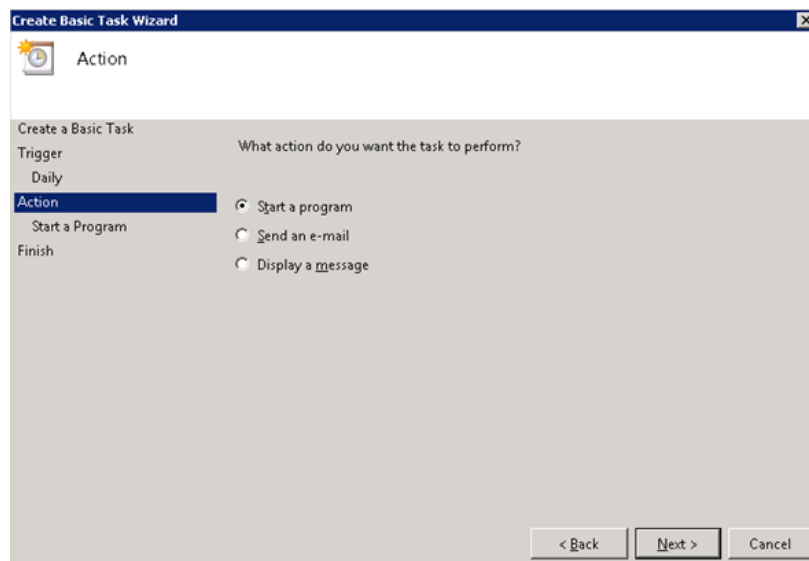 Create Basic Task Wizard
Action
Create a Basic Task
Trigger
Daily
Action
Start a Program
Finish
What action do you want the task to perform?
Start a program
Send an e-mail
Display a message
< Back
Next >
Cancel